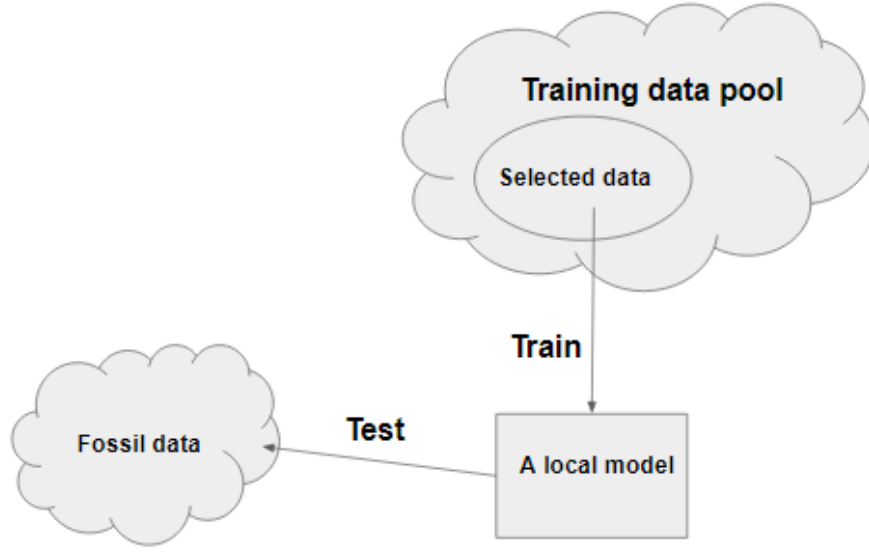 Training data pool
Selected data
Train
Test
Fossil data
A local model